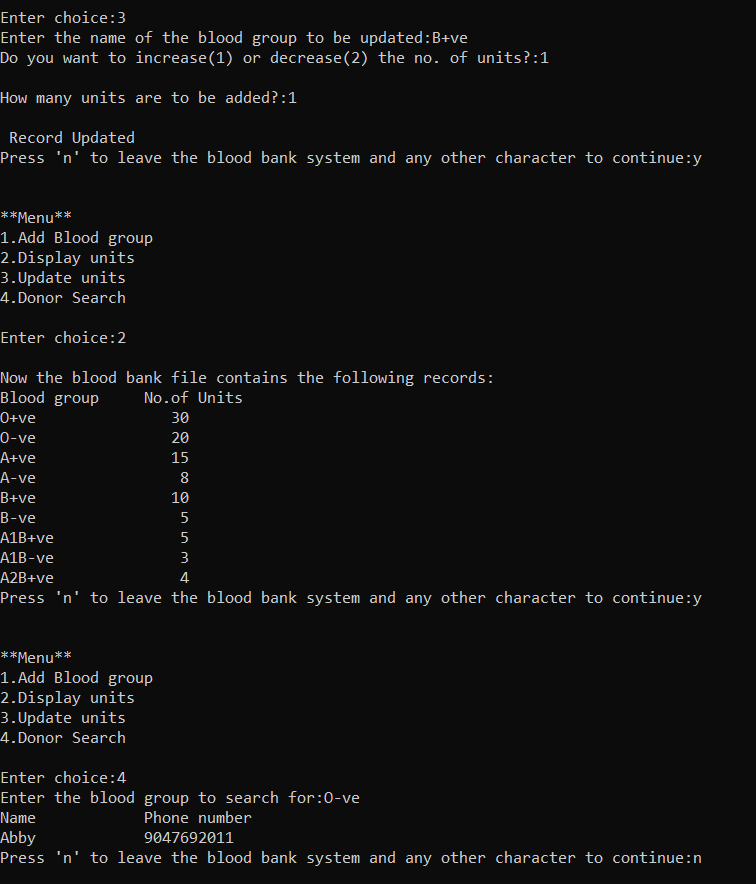 Enter choice:3
Enter the name of the blood group to be updated:B+ve
Do you want to increase(1) or decrease(2) the no. of units?:1
How many units are to be added?:1
Record Updated
Press 'n' to leave the blood bank system and any other character to continue:y
**Menu**
1.Add Blood group
2.Display units
3.Update units
4.Donor Search
Enter choice:2
Now the blood bank file contains the following records:
Blood group     No.of Units
O+ve               30
O-ve               20
A+ve               15
A-ve                8
B+ve               10
B-ve                5
A1B+ve              5
A1B-ve              3
A2B+ve              4
Press 'n' to leave the blood bank system and any other character to continue:y
**Menu**
1.Add Blood group
2.Display units
3.Update units
4.Donor Search
Enter choice:4
Enter the blood group to search for:O-ve
Name            Phone number
Abby            9047692011
Press 'n' to leave the blood bank system and any other character to continue:n